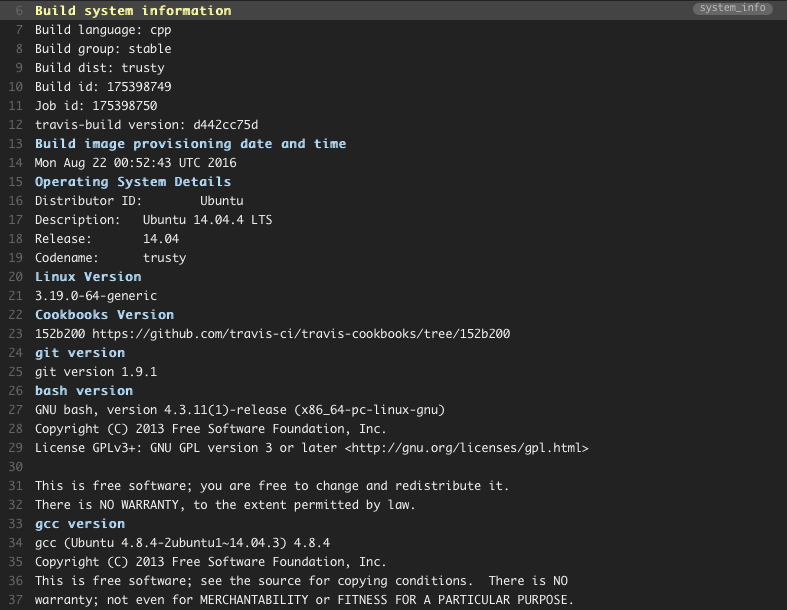 6 Build system information system_info
7 Build language: cpp
8 Build group: stable
9 Build dist: trusty
10 Build id: 175398749
11 Job id: 175398750
12 travis-build version: d442cc75d
13 Build image provisioning date and time
14 Mon Aug 22 00:52:43 UTC 2016
15 Operating System Details
16 Distributor ID:        Ubuntu
17 Description:   Ubuntu 14.04.4 LTS
18 Release:       14.04
19 Codename:      trusty
20 Linux Version
21 3.19.0-64-generic
22 Cookbooks Version
23 152b200 https://github.com/travis-ci/travis-cookbooks/tree/152b200
24 git version
25 git version 1.9.1
26 bash version
27 GNU bash, version 4.3.11(1)-release (x86_64-pc-linux-gnu)
28 Copyright (C) 2013 Free Software Foundation, Inc.
29 License GPLv3+: GNU GPL version 3 or later <http://gnu.org/licenses/gpl.html>
30
31 This is free software; you are free to change and redistribute it.
32 There is NO WARRANTY, to the extent permitted by law.
33 gcc version
34 gcc (Ubuntu 4.8.4-2ubuntu1~14.04.3) 4.8.4
35 Copyright (C) 2013 Free Software Foundation, Inc.
36 This is free software; see the source for copying conditions.  There is NO
37 warranty; not even for MERCHANTABILITY or FITNESS FOR A PARTICULAR PURPOSE.